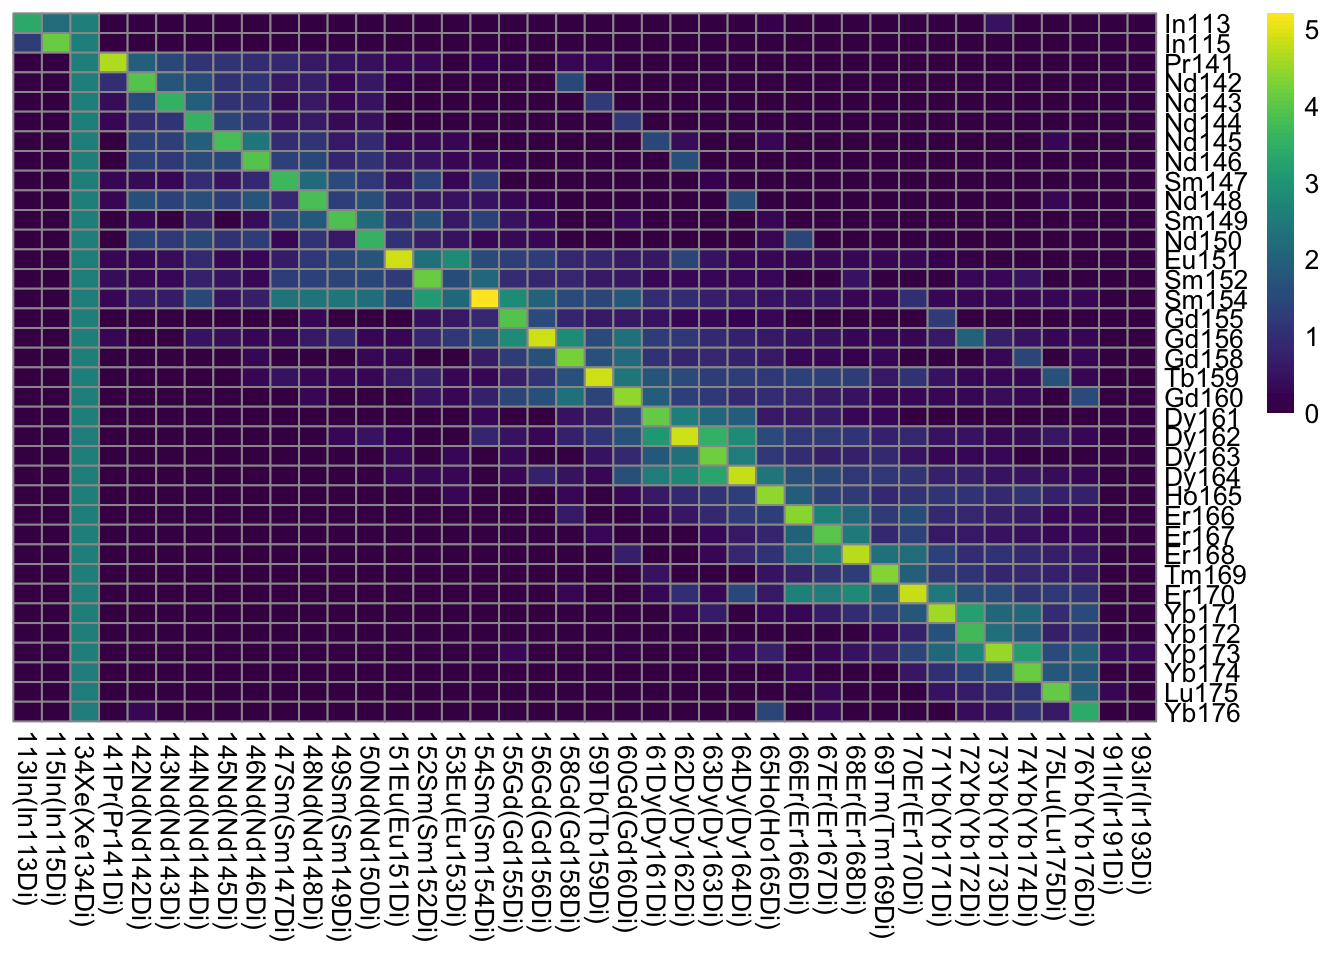 In113
In115
Pr141
Nd142
Nd143
Nd144
Nd145
Nd146
Sm147
Nd148
Sm149
Nd150
Eu151
Sm152
Sm154
Gd155
Gd156
Gd158
Tb159
Gd160
Dy161
Dy162
Dy163
Dy164
Ho165
Er166
Er167
Er168
Tm169
Er170
Yb171
Yb172
Yb173
Yb174
Lu175
Yb176
5
4
3
2
1
0
113In(In113Di)
115In(In115Di)
134Xe(Xe134Di)
141Pr(Pr141Di)
142Nd(Nd142Di)
143Nd(Nd143Di)
144Nd(Nd144Di)
145Nd(Nd145Di)
146Nd(Nd146Di)
147Sm(Sm147Di)
148Nd(Nd148Di)
149Sm(Sm149Di)
150Nd(Nd150Di)
151Eu(Eu151Di)
152Sm(Sm152Di)
153Eu(Eu153Di)
154Sm(Sm154Di)
155Gd(Gd155Di)
156Gd(Gd156Di)
158Gd(Gd158Di)
159Tb(Tb159Di)
160Gd(Gd160Di)
161Dy(Dy161Di)
162Dy(Dy162Di)
163Dy(Dy163Di)
164Dy(Dy164Di)
165Ho(Ho165Di)
166Er(Er166Di)
167Er(Er167Di)
168Er(Er168Di)
169Tm(Tm169Di)
170Er(Er170Di)
171Yb(Yb171Di)
172Yb(Yb172Di)
173Yb(Yb173Di)
174Yb(Yb174Di)
175Lu(Lu175Di)
176Yb(Yb176Di)
191Ir(Ir191Di)
193Ir(Ir193Di)